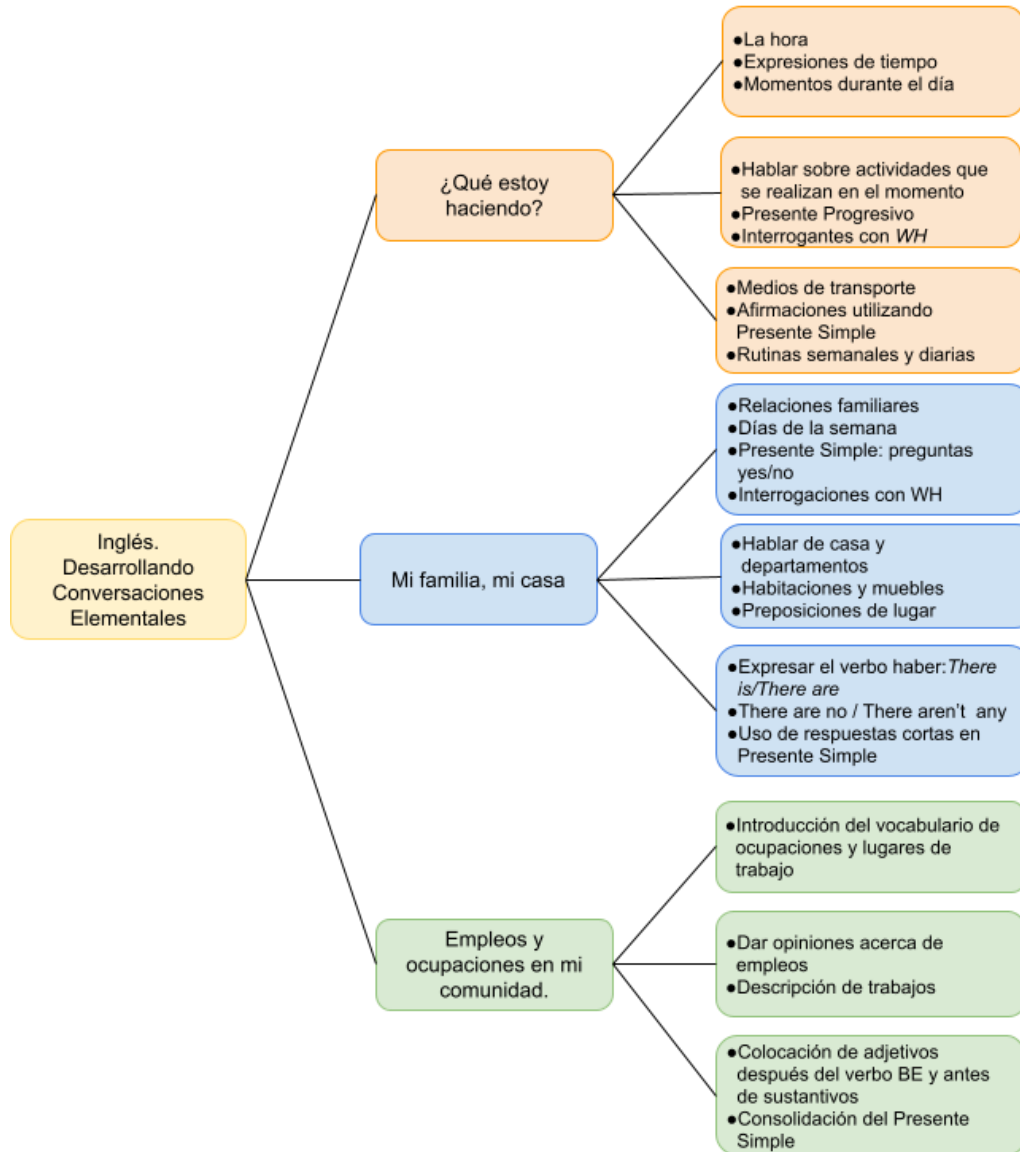 Inglés.
Desarrollando
Conversaciones
Elementales
¿Qué estoy
haciendo?
●La hora
●Expresiones de tiempo
●Momentos durante el día
●Hablar sobre actividades que
se realizan en el momento
●Presente Progresivo
●Interrogantes con WH
●Medios de transporte
●Afirmaciones utilizando
Presente Simple
●Rutinas semanales y diarias
Mi familia, mi casa
●Relaciones familiares
●Días de la semana
●Presente Simple: preguntas
yes/no
●Interrogaciones con WH
●Hablar de casa y
departamentos
●Habitaciones y muebles
●Preposiciones de lugar
●Expresar el verbo haber:There
is/There are
●There are no / There aren’t  any
●Uso de respuestas cortas en
Presente Simple
Empleos y
ocupaciones en mi
comunidad.
●Introducción del vocabulario de
ocupaciones y lugares de
trabajo
●Dar opiniones acerca de
empleos
●Descripción de trabajos
●Colocación de adjetivos
después del verbo BE y antes
de sustantivos
●Consolidación del Presente
Simple